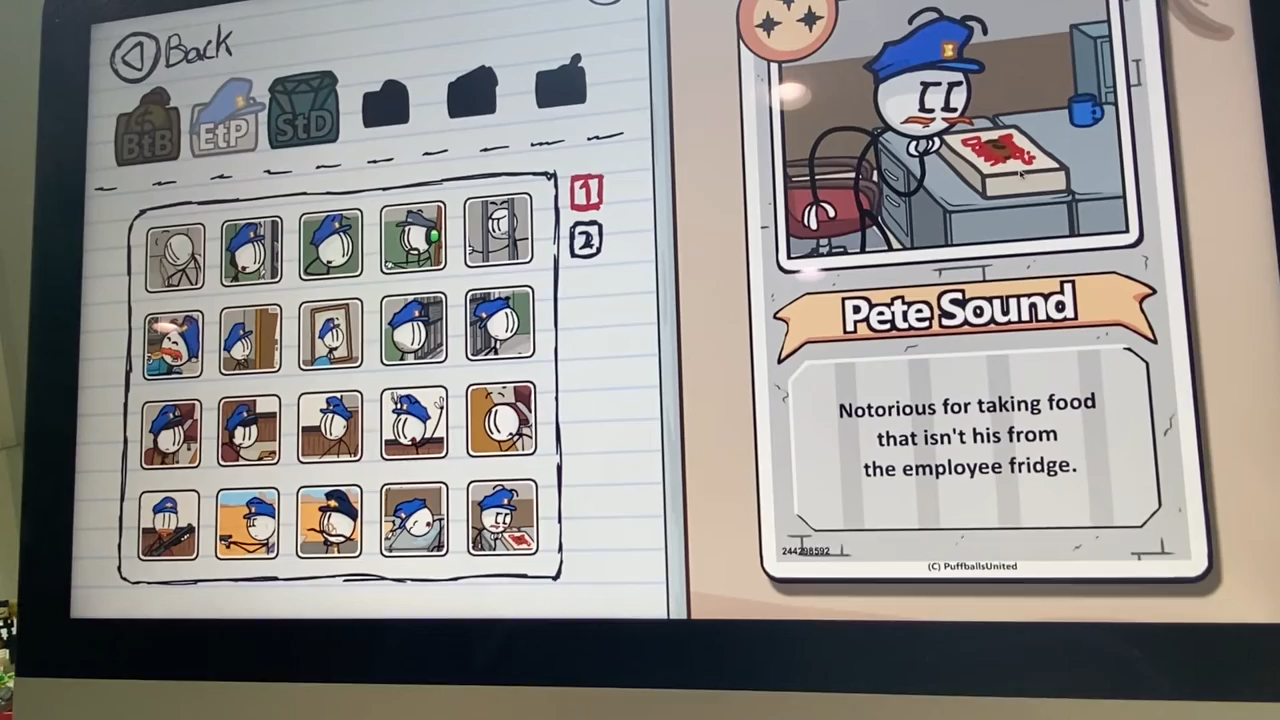 Back
BtB EtP StD
1
2
Pete Sound
Notorious for taking food
that isn't his from
the employee fridge.
244298592
(C) PuffballsUnited